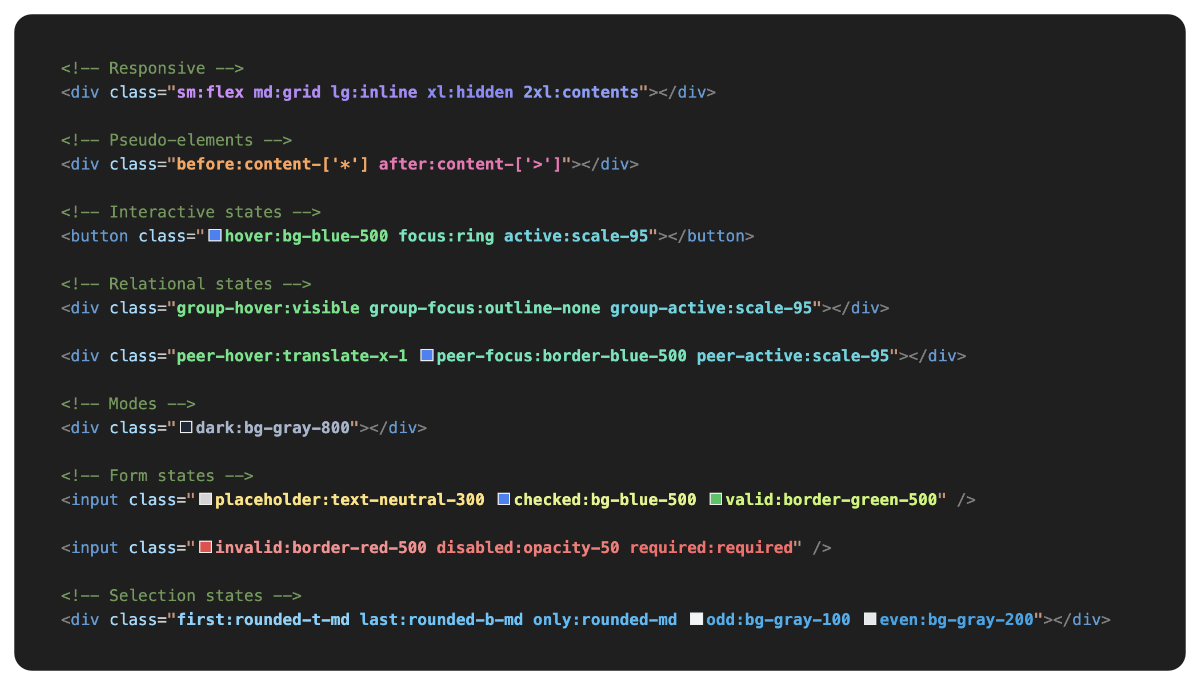 <!-- Responsive -->
<div class="sm:flex md:grid lg:inline xl:hidden 2xl:contents"></div>
<!-- Pseudo-elements -->
<div class="before:content-['*'] after:content-['>']"></div>
<!-- Interactive states -->
<button class="hover:bg-blue-500 focus:ring active:scale-95"></button>
<!-- Relational states -->
<div class="group-hover:visible group-focus:outline-none group-active:scale-95"></div>
<div class="peer-hover:translate-x-1 peer-focus:border-blue-500 peer-active:scale-95"></div>
<!-- Modes -->
<div class="dark:bg-gray-800"></div>
<!-- Form states -->
<input class="placeholder:text-neutral-300 checked:bg-blue-500 valid:border-green-500" />
<input class="invalid:border-red-500 disabled:opacity-50 required:required" />
<!-- Selection states -->
<div class="first:rounded-t-md last:rounded-b-md only:rounded-md odd:bg-gray-100 even:bg-gray-200"></div>